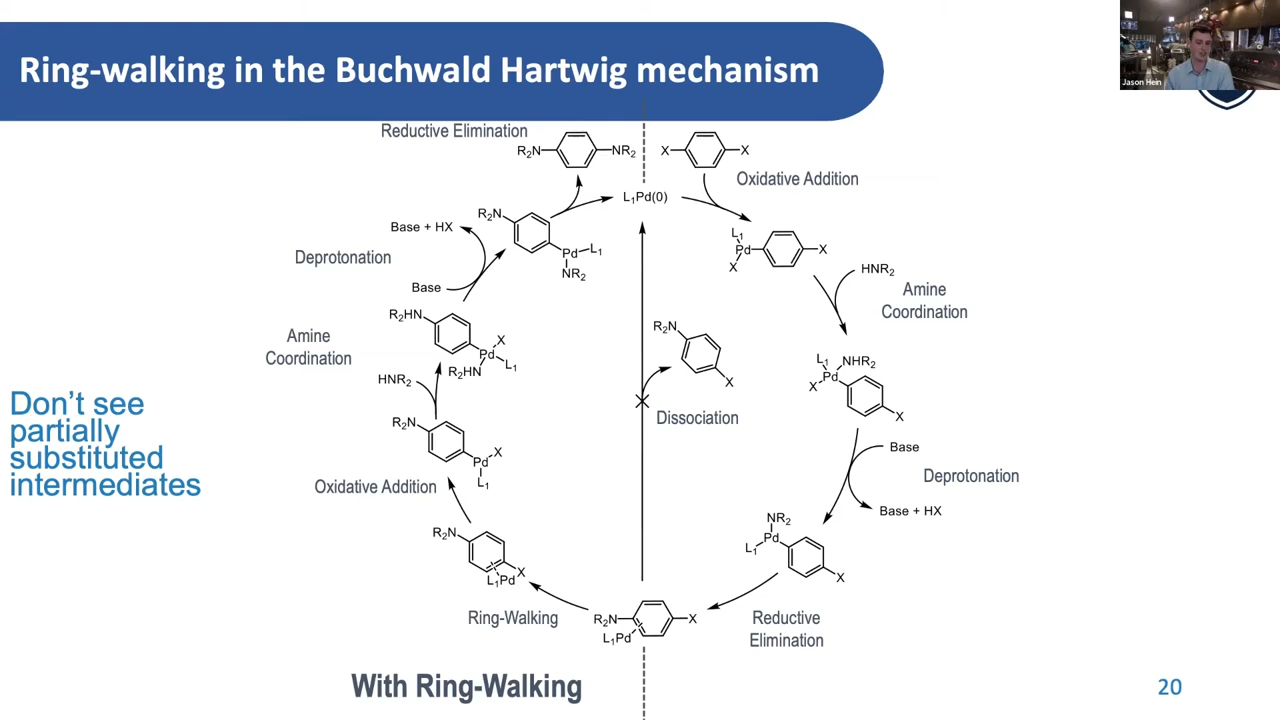 Ring-walking in the Buchwald Hartwig mechanism
Jason Hein
Reductive Elimination
R₂N
NR₂
X
X
Oxidative Addition
L₁Pd(0)
R₂N
Pd
L₁
NR₂
Base + HX
Deprotonation
Base
L₁
Pd
X
X
HNR₂
Amine
Coordination
R₂HN
X
Pd
L₁
R₂HN
Amine
Coordination
HNR₂
R₂N
X
Dissociation
L₁
NHR₂
Pd
X
X
Don't see
partially
substituted
intermediates
R₂N
X
Pd
L₁
Oxidative Addition
Base
Deprotonation
Base + HX
R₂N
X
L₁Pd
NR₂
Pd
L₁
X
Ring-Walking
R₂N
X
L₁Pd
Reductive
Elimination
With Ring-Walking
20